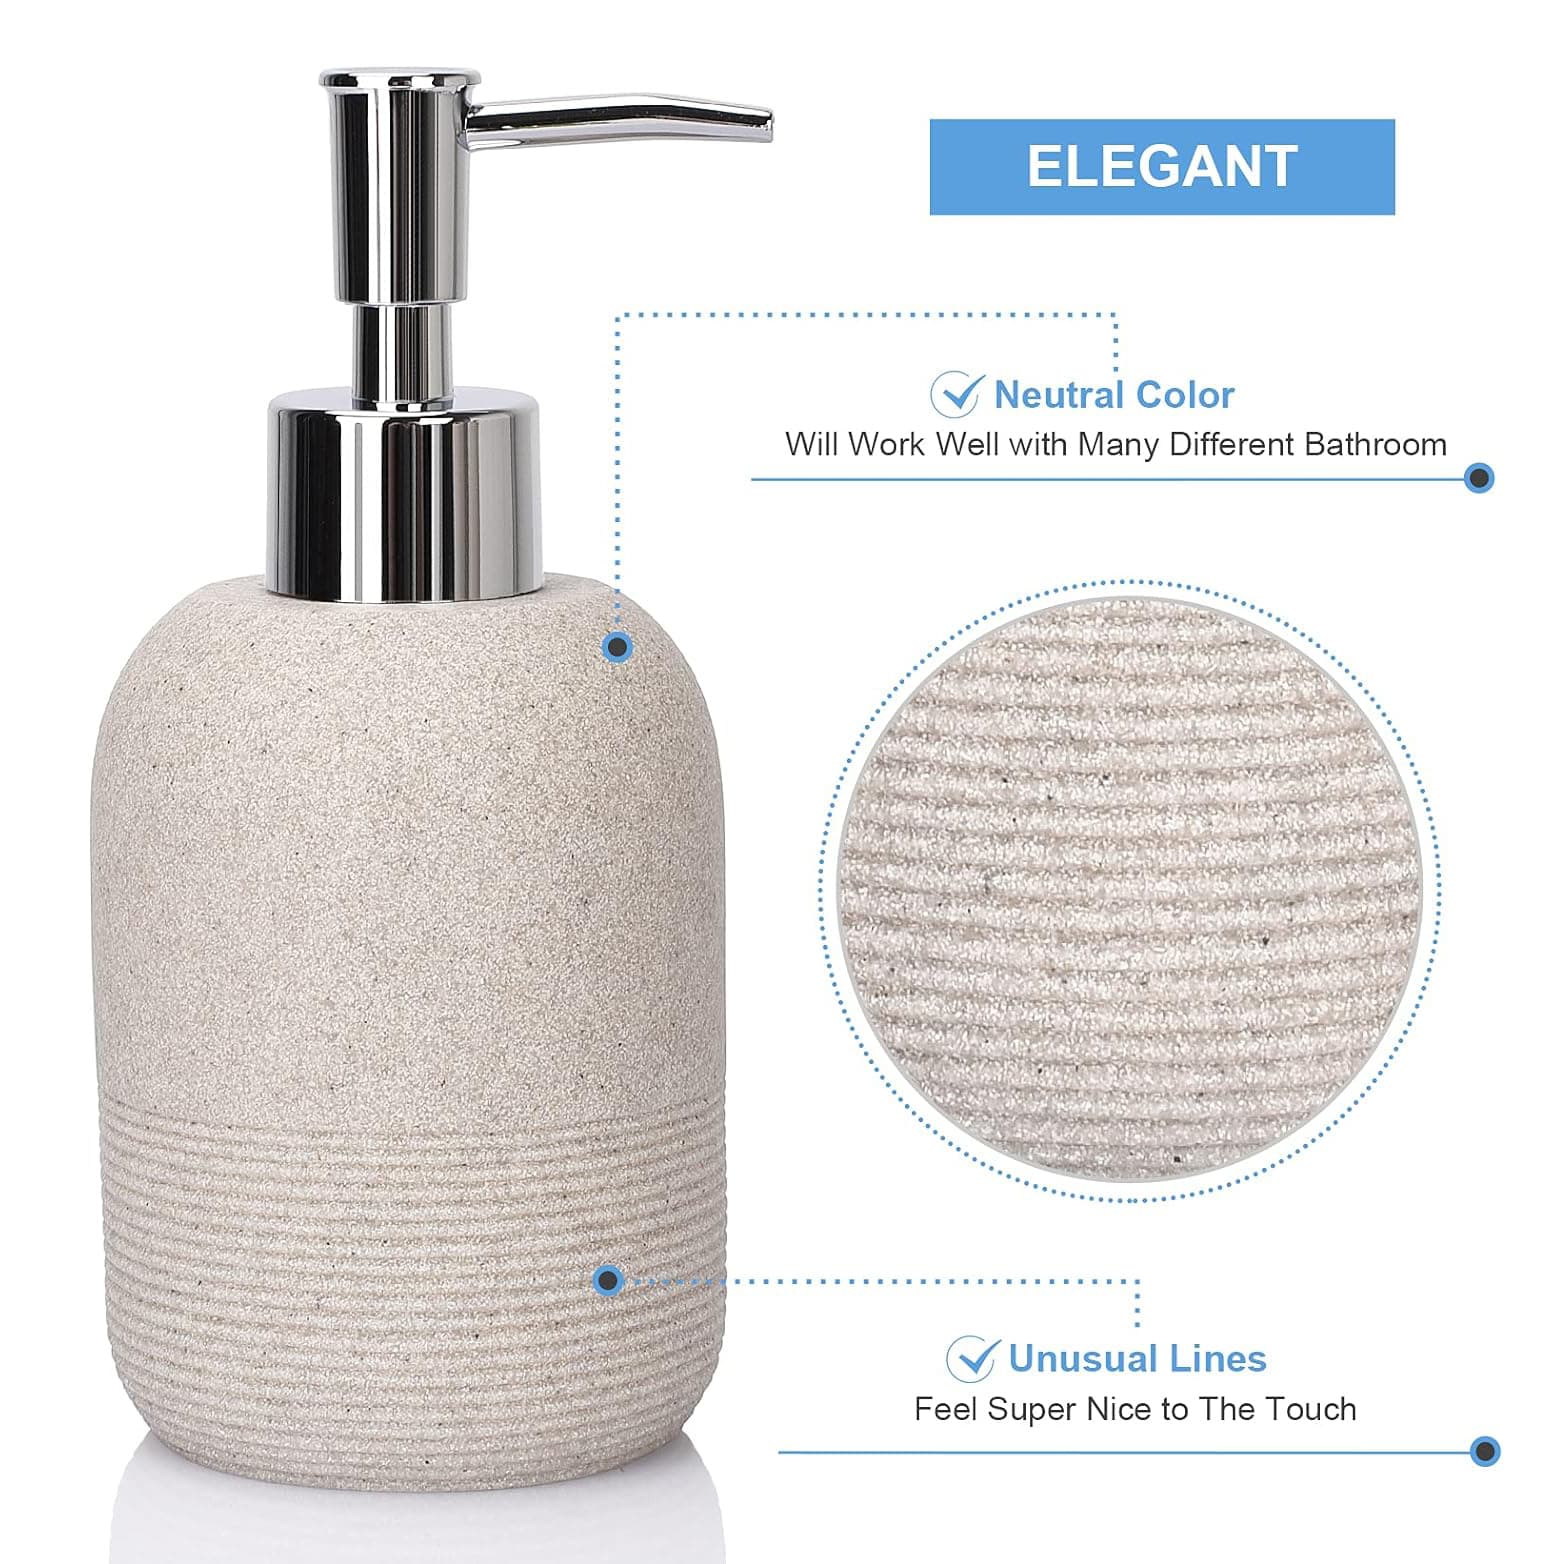 ELEGANT
Neutral Color
Will Work Well with Many Different Bathroom
Unusual Lines
Feel Super Nice to The Touch